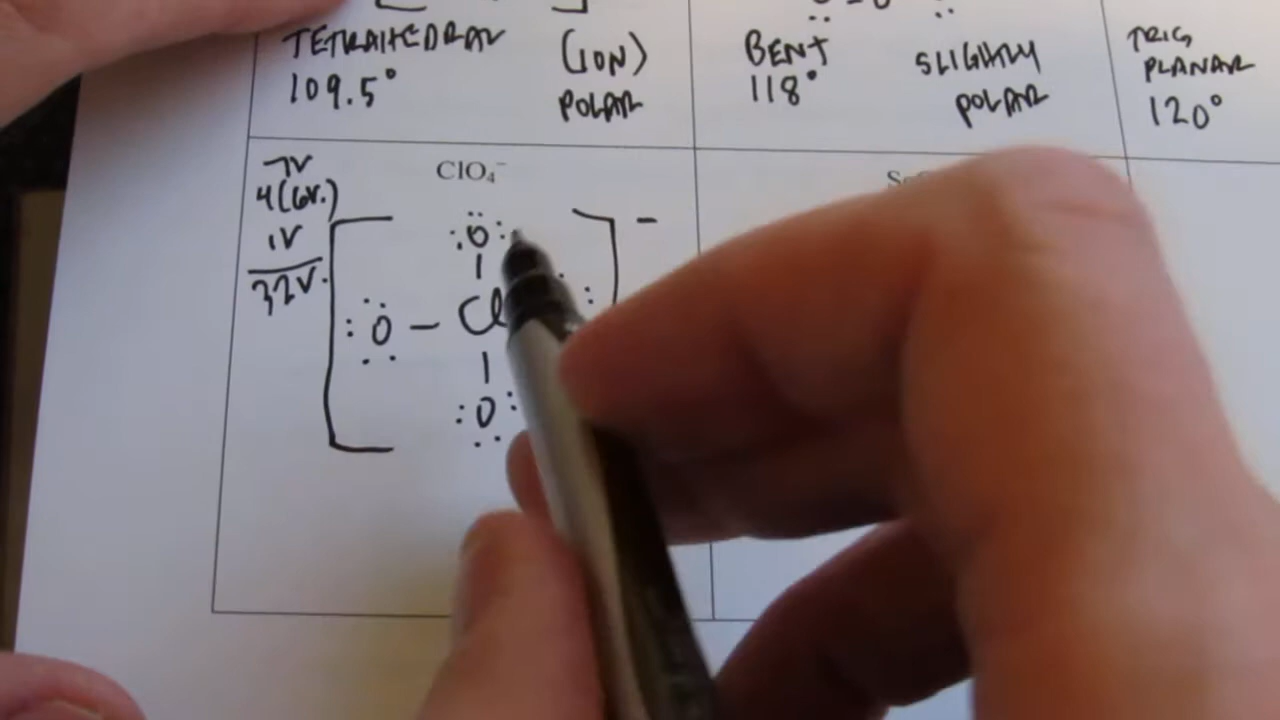 TETRAHEDRAL
109.5°
(ION)
POLAR
BENT
118°
SLIGHTLY
POLAR
TRIG
PLANAR
120°
7V
4(6V.)
1V
32V.
ClO₄⁻
[ :O: –
|
:O – Cl
|
:O: